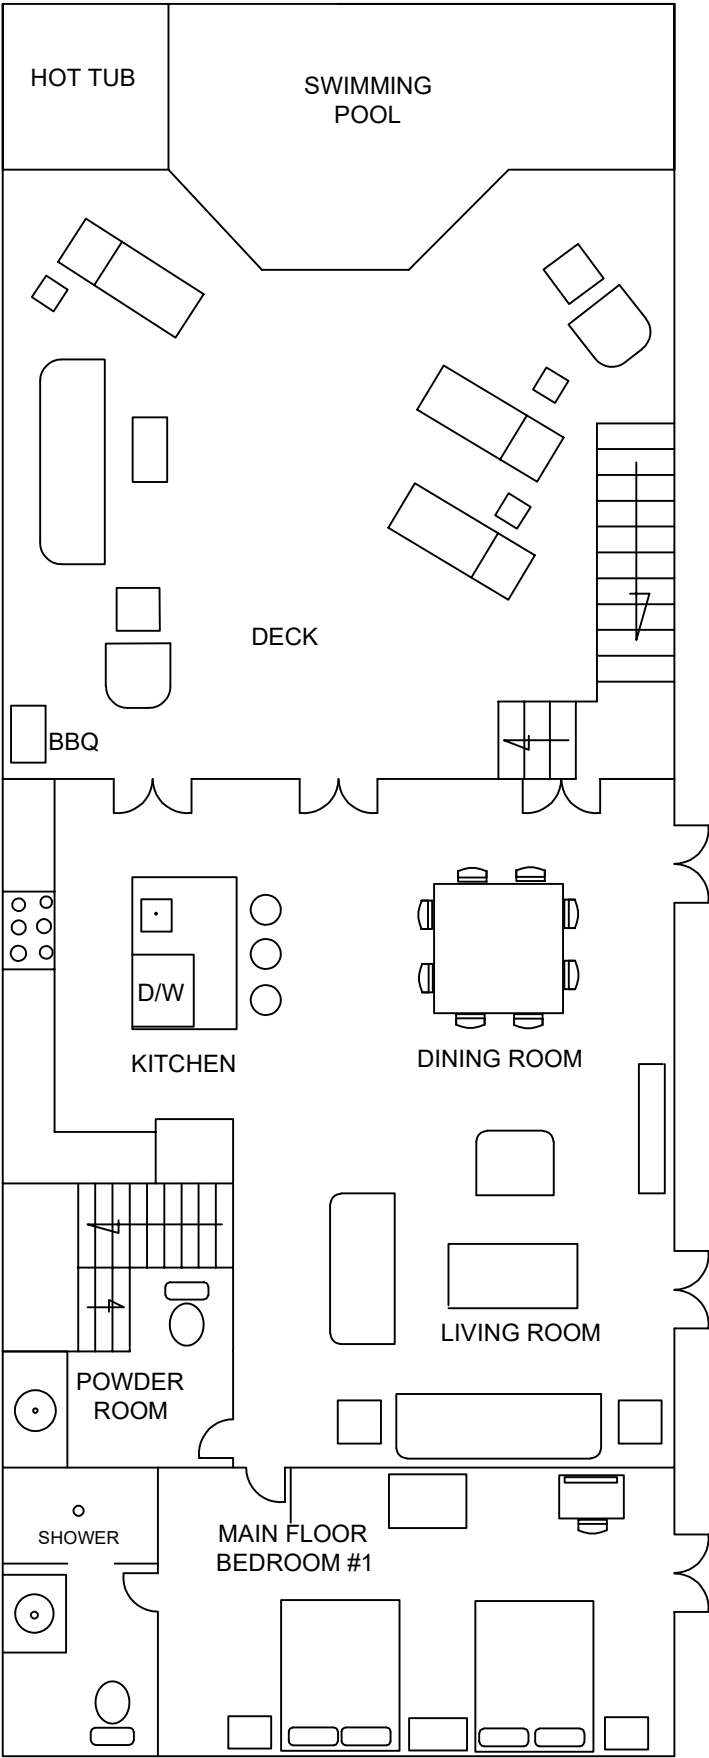 HOT TUB
SWIMMING
POOL
DECK
BBQ
D/W
KITCHEN
DINING ROOM
LIVING ROOM
POWDER
ROOM
SHOWER
MAIN FLOOR
BEDROOM #1